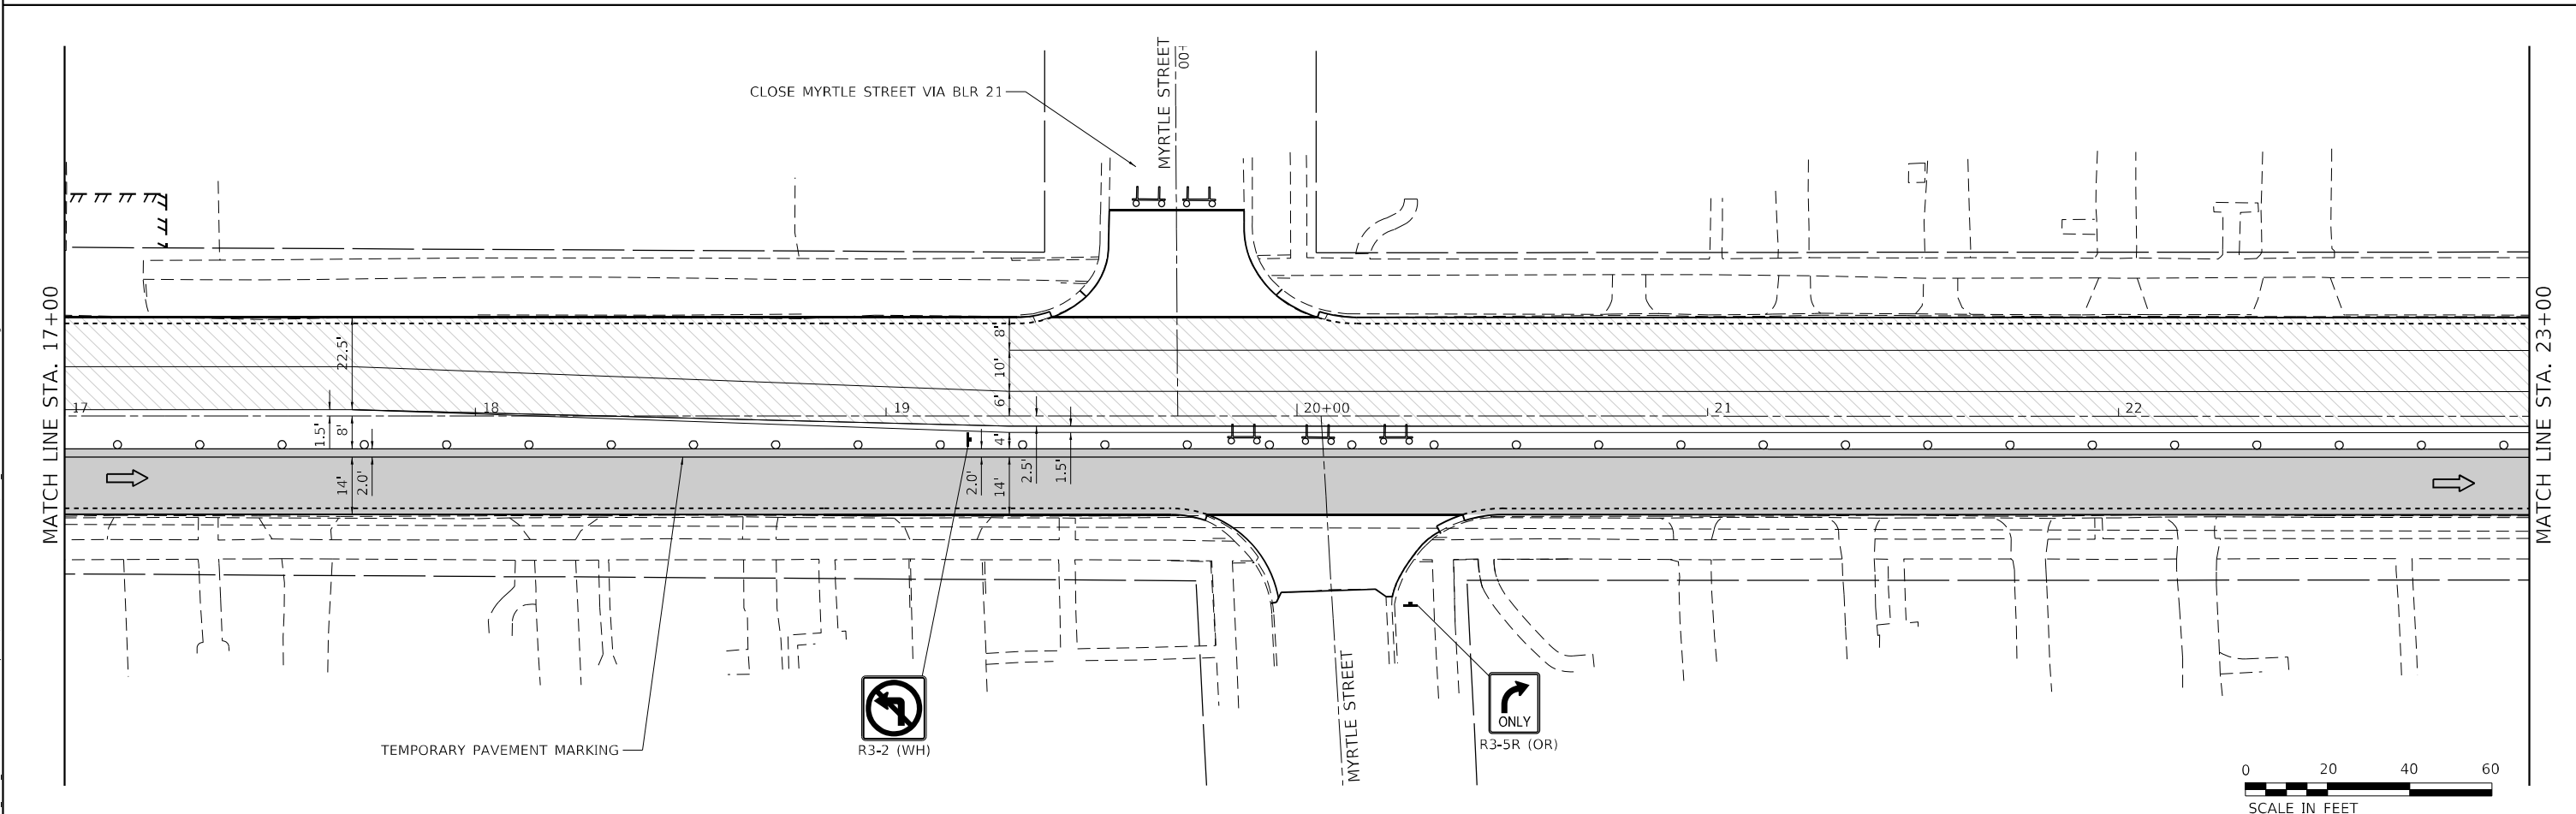 MYRTLE STREET
00+
CLOSE MYRTLE STREET VIA BLR 21
MATCH LINE STA. 17+00
MATCH LINE STA. 23+00
22.5'
8'
10'
6'
17
18
19
20+00
21
22
1.5'
8'
4'
2.5'
1.5'
14'
2.0'
2.0'
14'
ONLY
R3-2 (WH)
R3-5R (OR)
TEMPORARY PAVEMENT MARKING
MYRTLE STREET
0 20 40 60
SCALE IN FEET